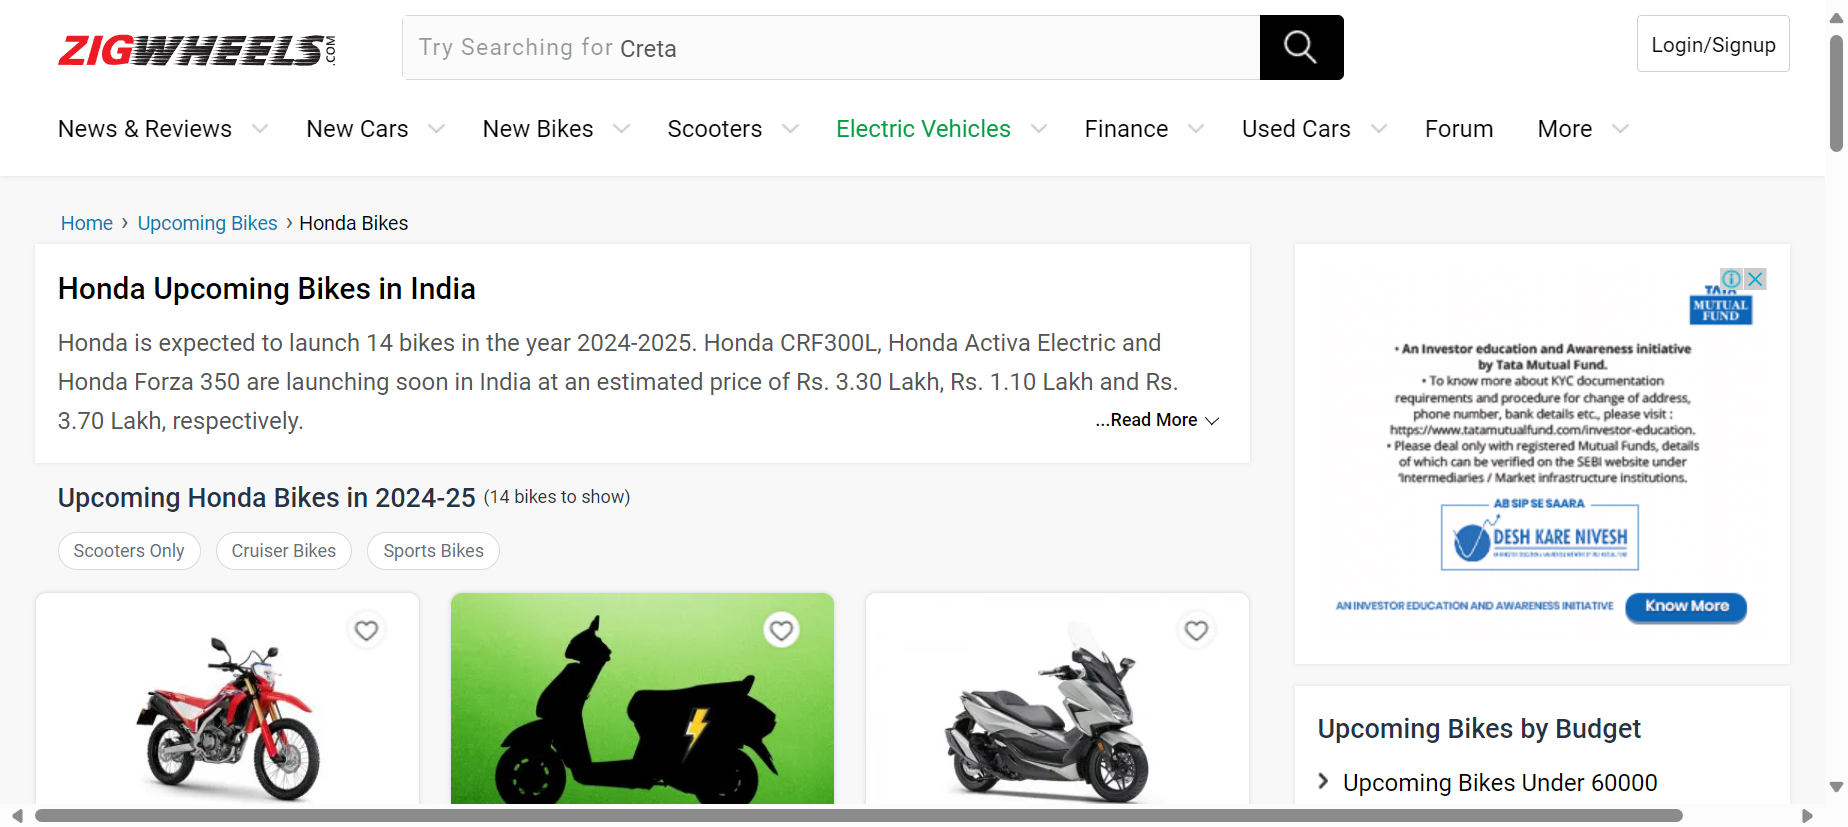 ZIGWHEELS.COM
Try Searching for Creta
Login/Signup
News & Reviews
New Cars
New Bikes
Scooters
Electric Vehicles
Finance
Used Cars
Forum
More
Home › Upcoming Bikes › Honda Bikes
Honda Upcoming Bikes in India
Honda is expected to launch 14 bikes in the year 2024-2025. Honda CRF300L, Honda Activa Electric and
Honda Forza 350 are launching soon in India at an estimated price of Rs. 3.30 Lakh, Rs. 1.10 Lakh and Rs.
3.70 Lakh, respectively.
...Read More
Upcoming Honda Bikes in 2024-25 (14 bikes to show)
Scooters Only
Cruiser Bikes
Sports Bikes
TATA
MUTUAL
FUND
• An Investor education and Awareness initiative
by Tata Mutual Fund.
• To know more about KYC documentation
requirements and procedure for change of address,
phone number, bank details etc., please visit :
https://www.tatamutualfund.com/investor-education.
• Please deal only with registered Mutual Funds, details
of which can be verified on the SEBI website under
'Intermediaries / Market infrastructure institutions.
AB SIP SE SAARA
DESH KARE NIVESH
AN INVESTOR EDUCATION AND AWARENESS INITIATIVE
Know More
Upcoming Bikes by Budget
Upcoming Bikes Under 60000